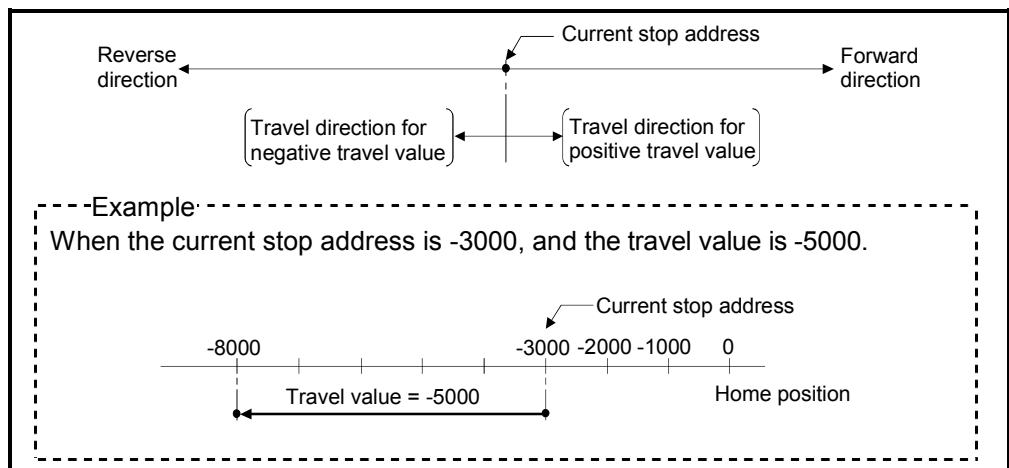 Current stop address
Reverse
direction
Forward
direction
Travel direction for
negative travel value
Travel direction for
positive travel value
Example
When the current stop address is -3000, and the travel value is -5000.
Current stop address
-8000 -3000 -2000 -1000 0
Travel value = -5000
Home position